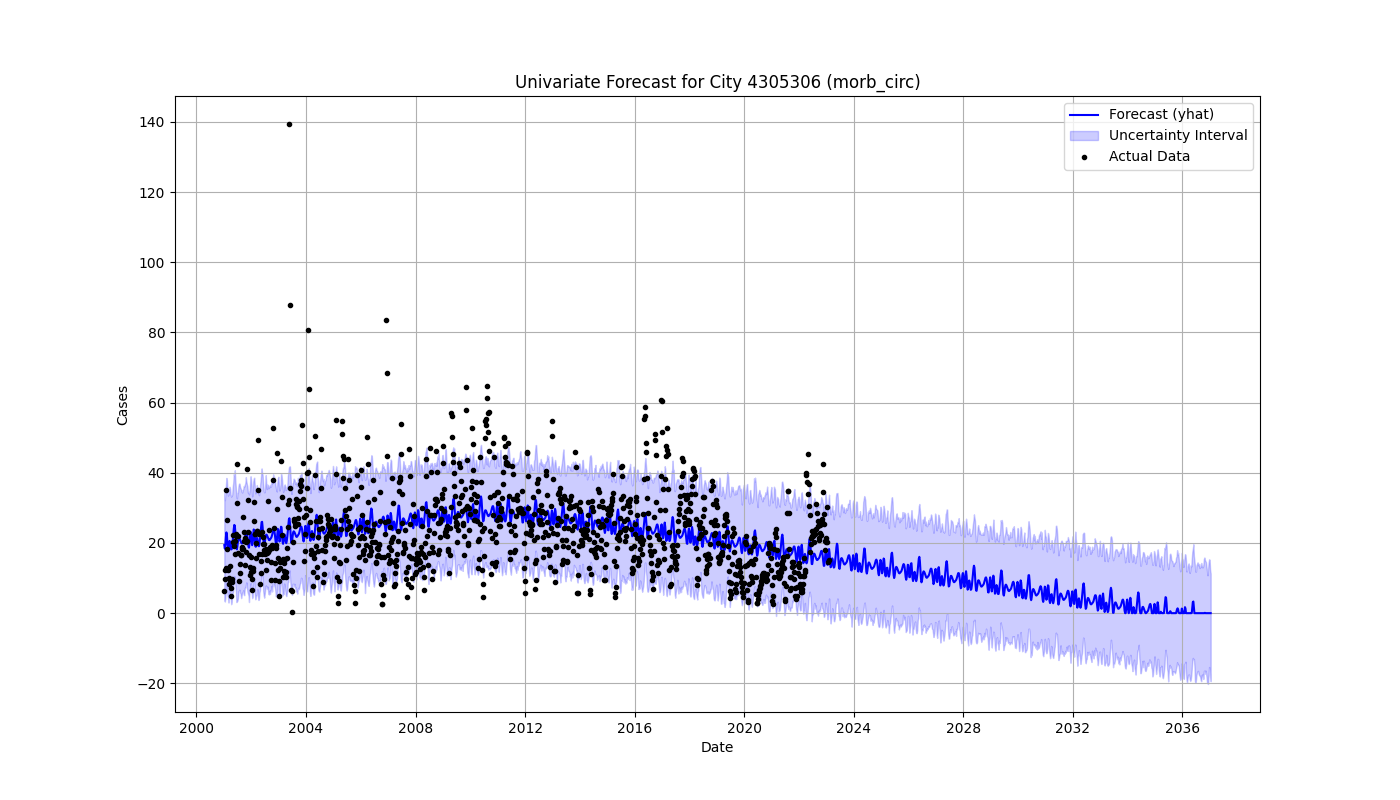 Univariate Forecast for City 4305306 (morb_circ)
Forecast (yhat)
Uncertainty Interval
Actual Data
140
120
100
80
60
40
20
0
−20
Cases
2000 2004 2008 2012 2016 2020 2024 2028 2032 2036
Date